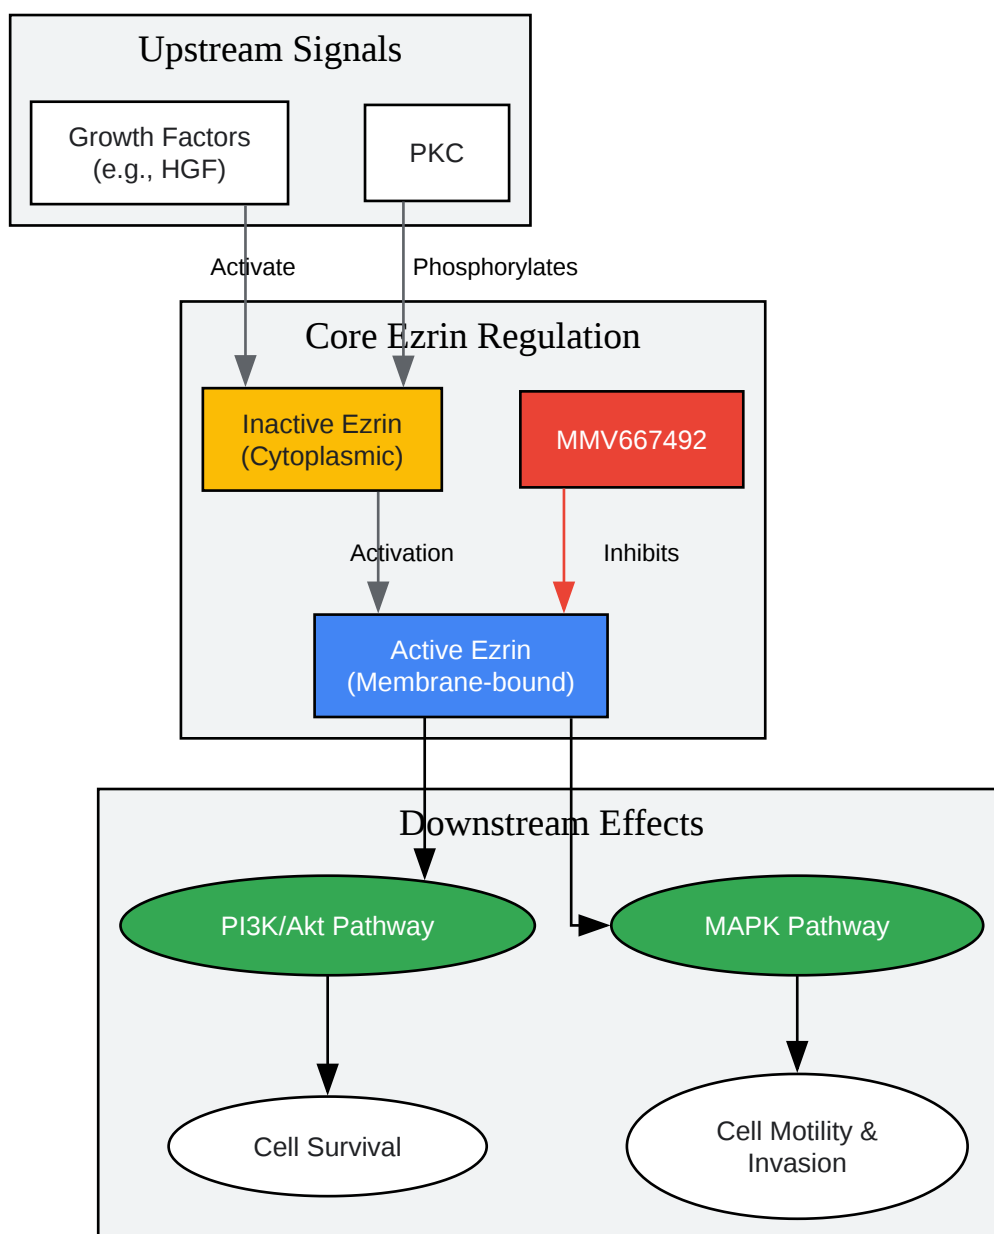 Upstream Signals
Growth Factors
(e.g., HGF)
PKC
Activate
Phosphorylates
Core Ezrin Regulation
Inactive Ezrin
(Cytoplasmic)
MMV667492
Activation
Inhibits
Active Ezrin
(Membrane-bound)
Downstream Effects
PI3K/Akt Pathway
MAPK Pathway
Cell Survival
Cell Motility &
Invasion